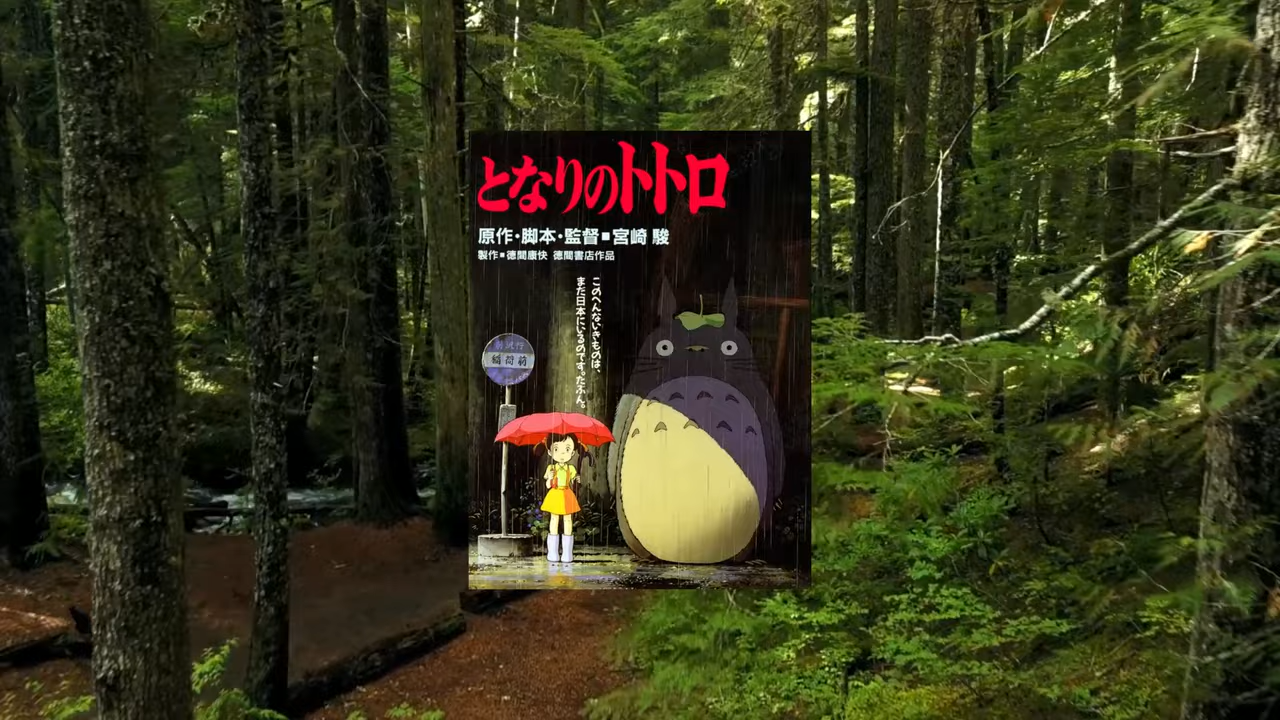 となりのトトロ
原作・脚本・監督■宮崎 駿
製作■徳間康快 徳間書店作品
このへんないきものは、
まだ日本にいるのです。たぶん。
稲荷前